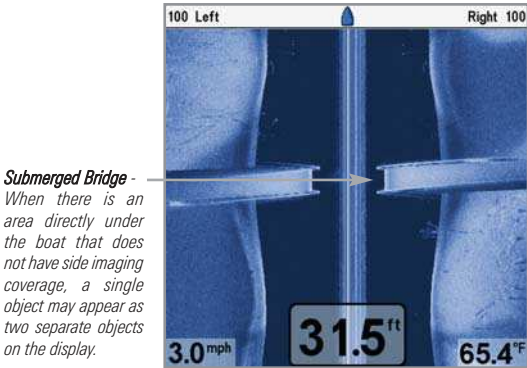 100 Left
Right 100
Submerged Bridge -
When there is an
area directly under
the boat that does
not have side imaging
coverage, a single
object may appear as
two separate objects
on the display.
31.5 ft
3.0 mph
65.4 °F